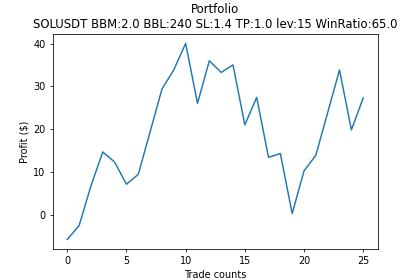 Portfolio
SOLUSDT BBM:2.0 BBL:240 SL:1.4 TP:1.0 lev:15 WinRatio:65.0
40
30
20
10
0
Profit ($)
0 5 10 15 20 25
Trade counts